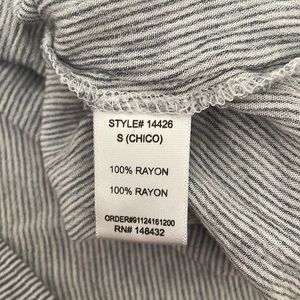 STYLE# 14426
S (CHICO)
100% RAYON
100% RAYON
ORDER#91124161200
RN# 148432